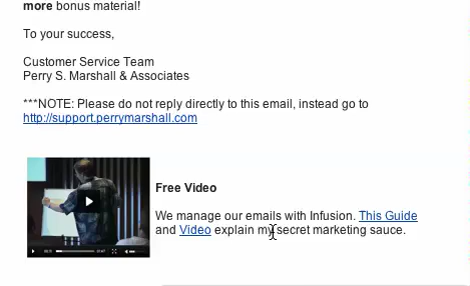 more bonus material!
To your success,
Customer Service Team
Perry S. Marshall & Associates
***NOTE: Please do not reply directly to this email, instead go to
http://support.perrymarshall.com
Free Video
We manage our emails with Infusion. This Guide
and Video explain my secret marketing sauce.